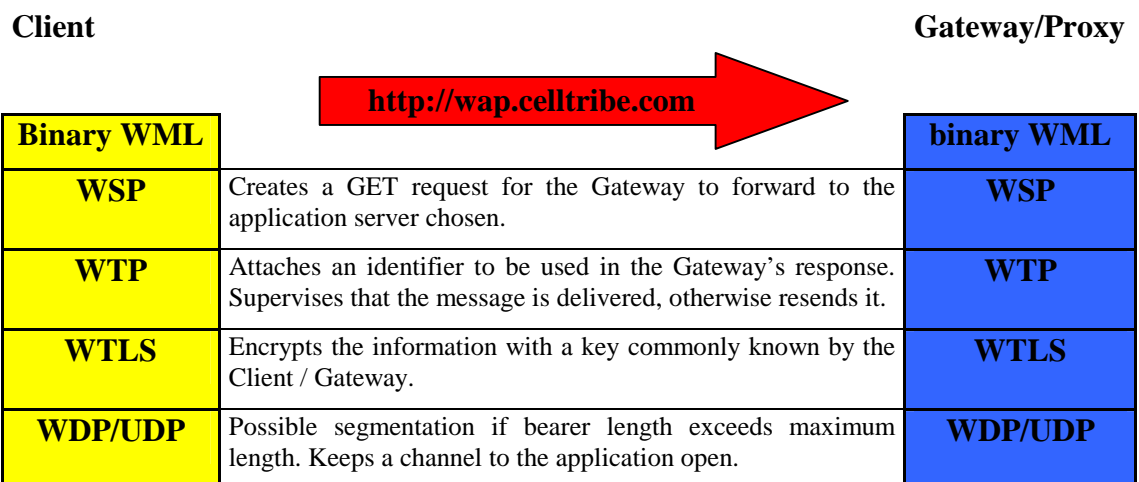 Client
Gateway/Proxy
http://wap.celltribe.com
Binary WML
binary WML
WSP
Creates a GET request for the Gateway to forward to the
application server chosen.
WSP
WTP
Attaches an identifier to be used in the Gateway's response.
Supervises that the message is delivered, otherwise resends it.
WTP
WTLS
Encrypts the information with a key commonly known by the
Client / Gateway.
WTLS
WDP/UDP
Possible segmentation if bearer length exceeds maximum
length. Keeps a channel to the application open.
WDP/UDP